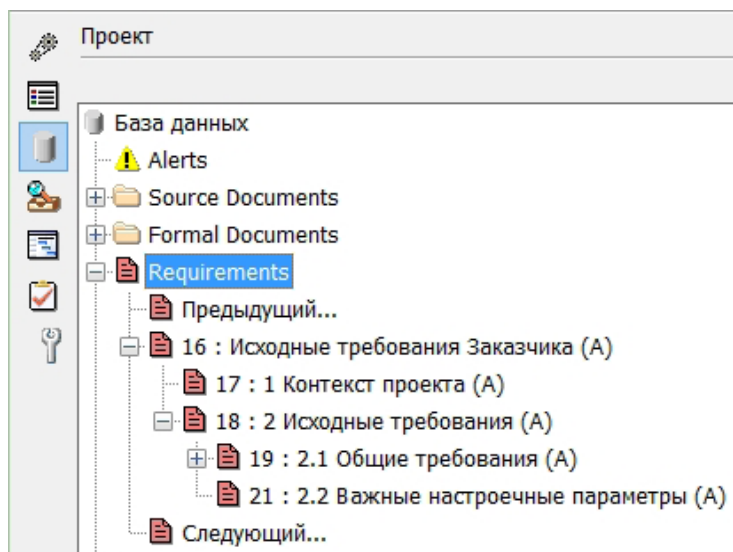 Проект
База данных
Alerts
Source Documents
Formal Documents
Requirements
Предыдущий...
16 : Исходные требования Заказчика (A)
17 : 1 Контекст проекта (A)
18 : 2 Исходные требования (A)
19 : 2.1 Общие требования (A)
21 : 2.2 Важные настроечные параметры (A)
Следующий...